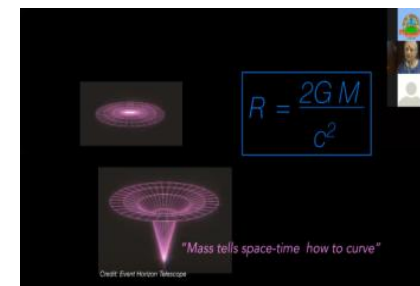 R = 2G M / c²
"Mass tells space-time how to curve"
Credit: Event Horizon Telescope